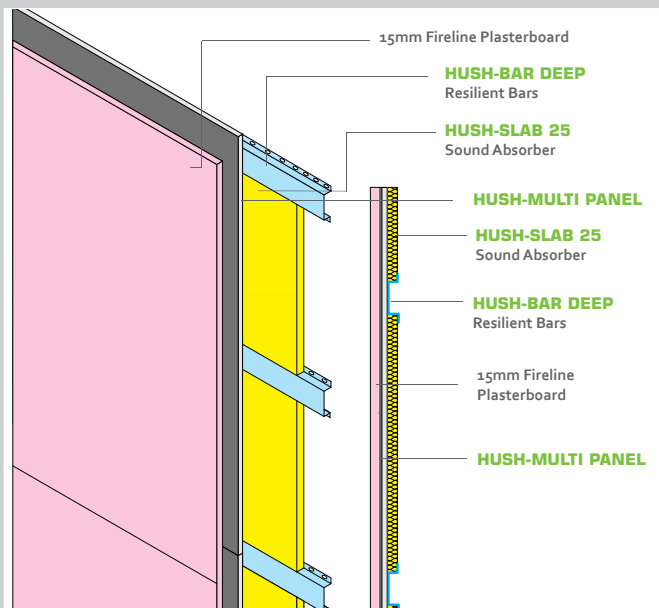 15mm Fireline Plasterboard
HUSH-BAR DEEP
Resilient Bars
HUSH-SLAB 25
Sound Absorber
HUSH-MULTI PANEL
HUSH-SLAB 25
Sound Absorber
HUSH-BAR DEEP
Resilient Bars
15mm Fireline
Plasterboard
HUSH-MULTI PANEL